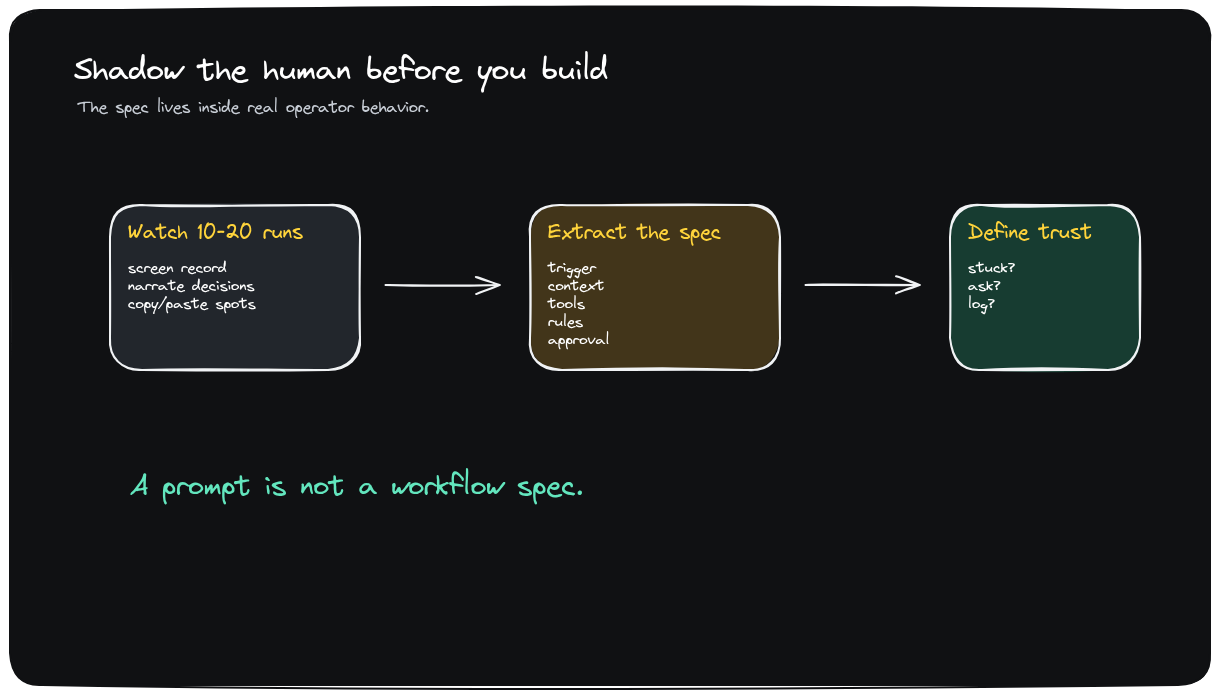 Shadow the human before you build
The spec lives inside real operator behavior.
Watch 10-20 runs
screen record
narrate decisions
copy/paste spots
Extract the spec
trigger
context
tools
rules
approval
Define trust
stuck?
ask?
log?
A prompt is not a workflow spec.